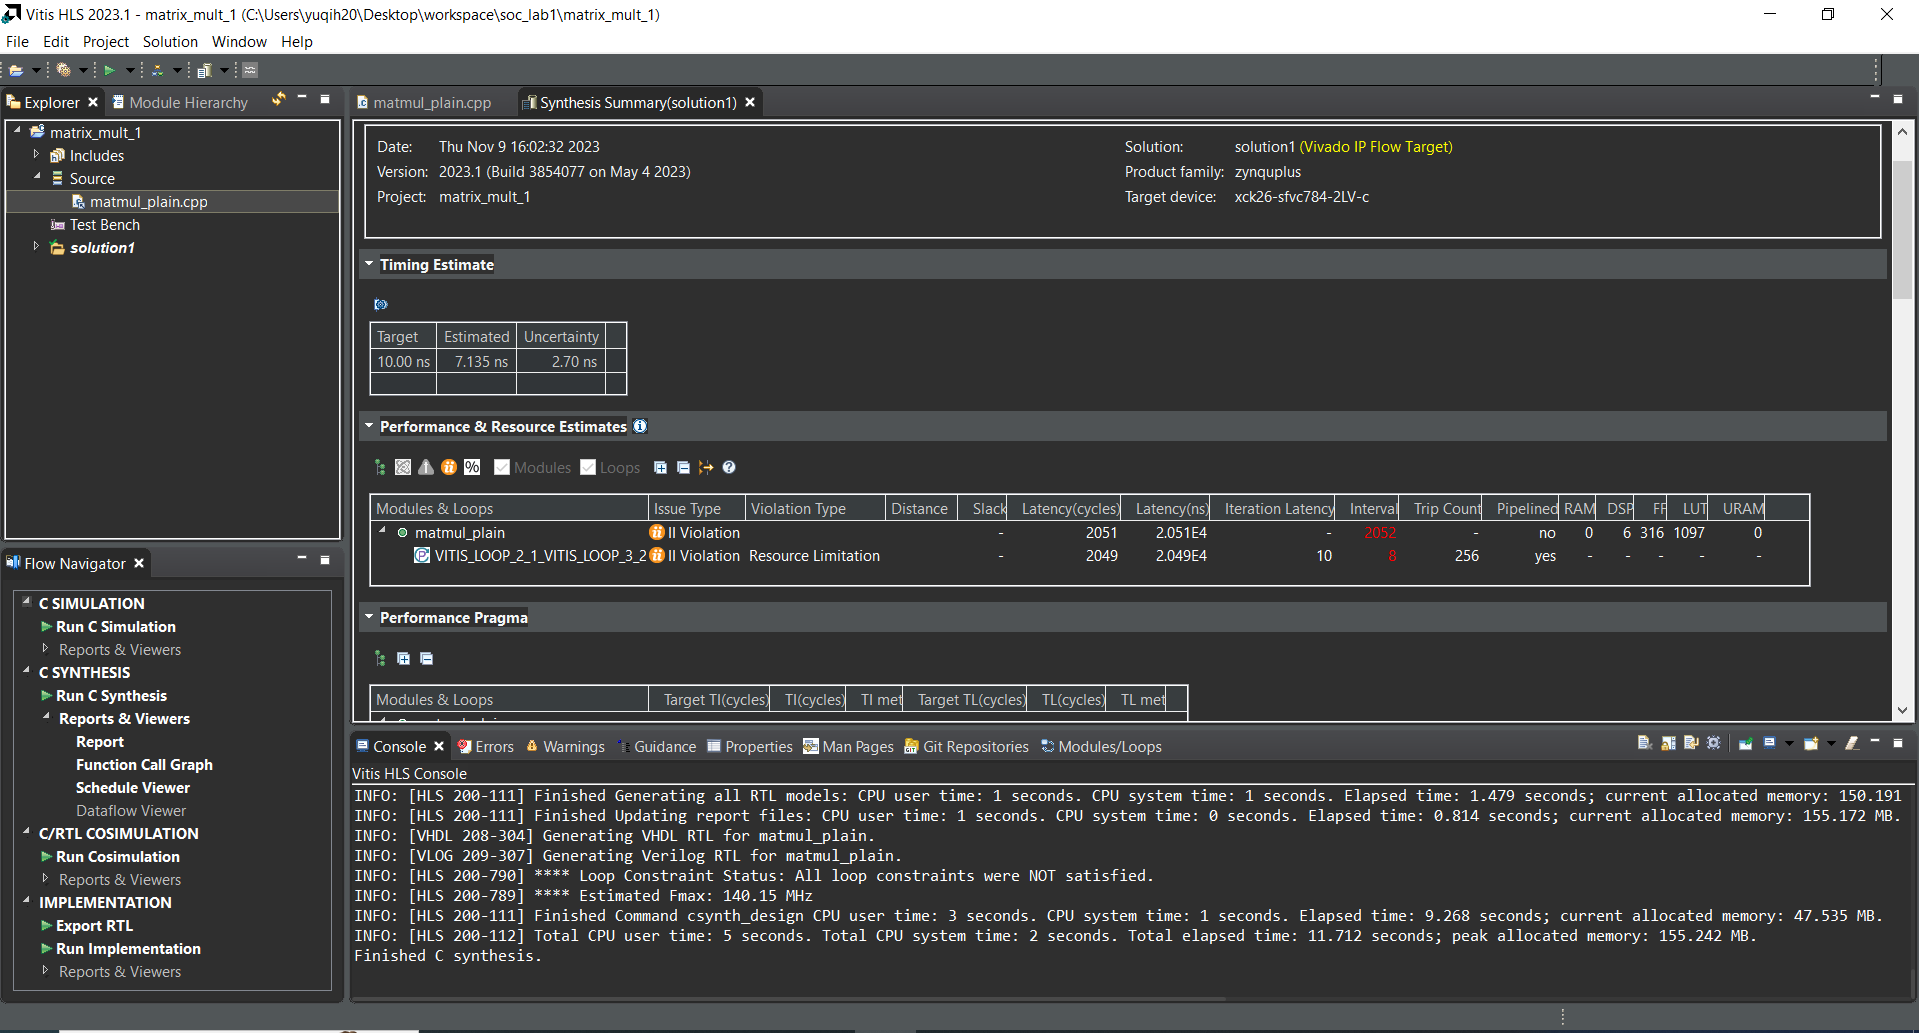 Vitis HLS 2023.1 - matrix_mult_1 (C:\Users\yuqih20\Desktop\workspace\soc_lab1\matrix_mult_1)
File Edit Project Solution Window Help
Explorer Module Hierarchy
matrix_mult_1
Includes
Source
matmul_plain.cpp
Test Bench
solution1
Flow Navigator
C SIMULATION
Run C Simulation
Reports & Viewers
C SYNTHESIS
Run C Synthesis
Reports & Viewers
Report
Function Call Graph
Schedule Viewer
Dataflow Viewer
C/RTL COSIMULATION
Run Cosimulation
Reports & Viewers
IMPLEMENTATION
Export RTL
Run Implementation
Reports & Viewers
matmul_plain.cpp Synthesis Summary(solution1)
Date: Thu Nov 9 16:02:32 2023 Solution: solution1 (Vivado IP Flow Target)
Version: 2023.1 (Build 3854077 on May 4 2023) Product family: zynquplus
Project: matrix_mult_1 Target device: xck26-sfvc784-2LV-c
Timing Estimate
Target Estimated Uncertainty
10.00 ns 7.135 ns 2.70 ns
Performance & Resource Estimates
% Modules Loops
Modules & Loops Issue Type Violation Type Distance Slack Latency(cycles) Latency(ns) Iteration Latency Interval Trip Count Pipelined RAM DSP FF LUT URAM
matmul_plain II Violation - 2051 2.051E4 - 2052 - no 0 6 316 1097 0
VITIS_LOOP_2_1_VITIS_LOOP_3_2 II Violation Resource Limitation - 2049 2.049E4 10 8 256 yes - - - - -
Performance Pragma
Modules & Loops Target TI(cycles) TI(cycles) TI met Target TL(cycles) TL(cycles) TL met
Console Errors Warnings Guidance Properties Man Pages Git Repositories Modules/Loops
Vitis HLS Console
INFO: [HLS 200-111] Finished Generating all RTL models: CPU user time: 1 seconds. CPU system time: 1 seconds. Elapsed time: 1.479 seconds; current allocated memory: 150.191
INFO: [HLS 200-111] Finished Updating report files: CPU user time: 1 seconds. CPU system time: 0 seconds. Elapsed time: 0.814 seconds; current allocated memory: 155.172 MB.
INFO: [VHDL 208-304] Generating VHDL RTL for matmul_plain.
INFO: [VLOG 209-307] Generating Verilog RTL for matmul_plain.
INFO: [HLS 200-790] **** Loop Constraint Status: All loop constraints were NOT satisfied.
INFO: [HLS 200-789] **** Estimated Fmax: 140.15 MHz
INFO: [HLS 200-111] Finished Command csynth_design CPU user time: 3 seconds. CPU system time: 1 seconds. Elapsed time: 9.268 seconds; current allocated memory: 47.535 MB.
INFO: [HLS 200-112] Total CPU user time: 5 seconds. Total CPU system time: 2 seconds. Total elapsed time: 11.712 seconds; peak allocated memory: 155.242 MB.
Finished C synthesis.